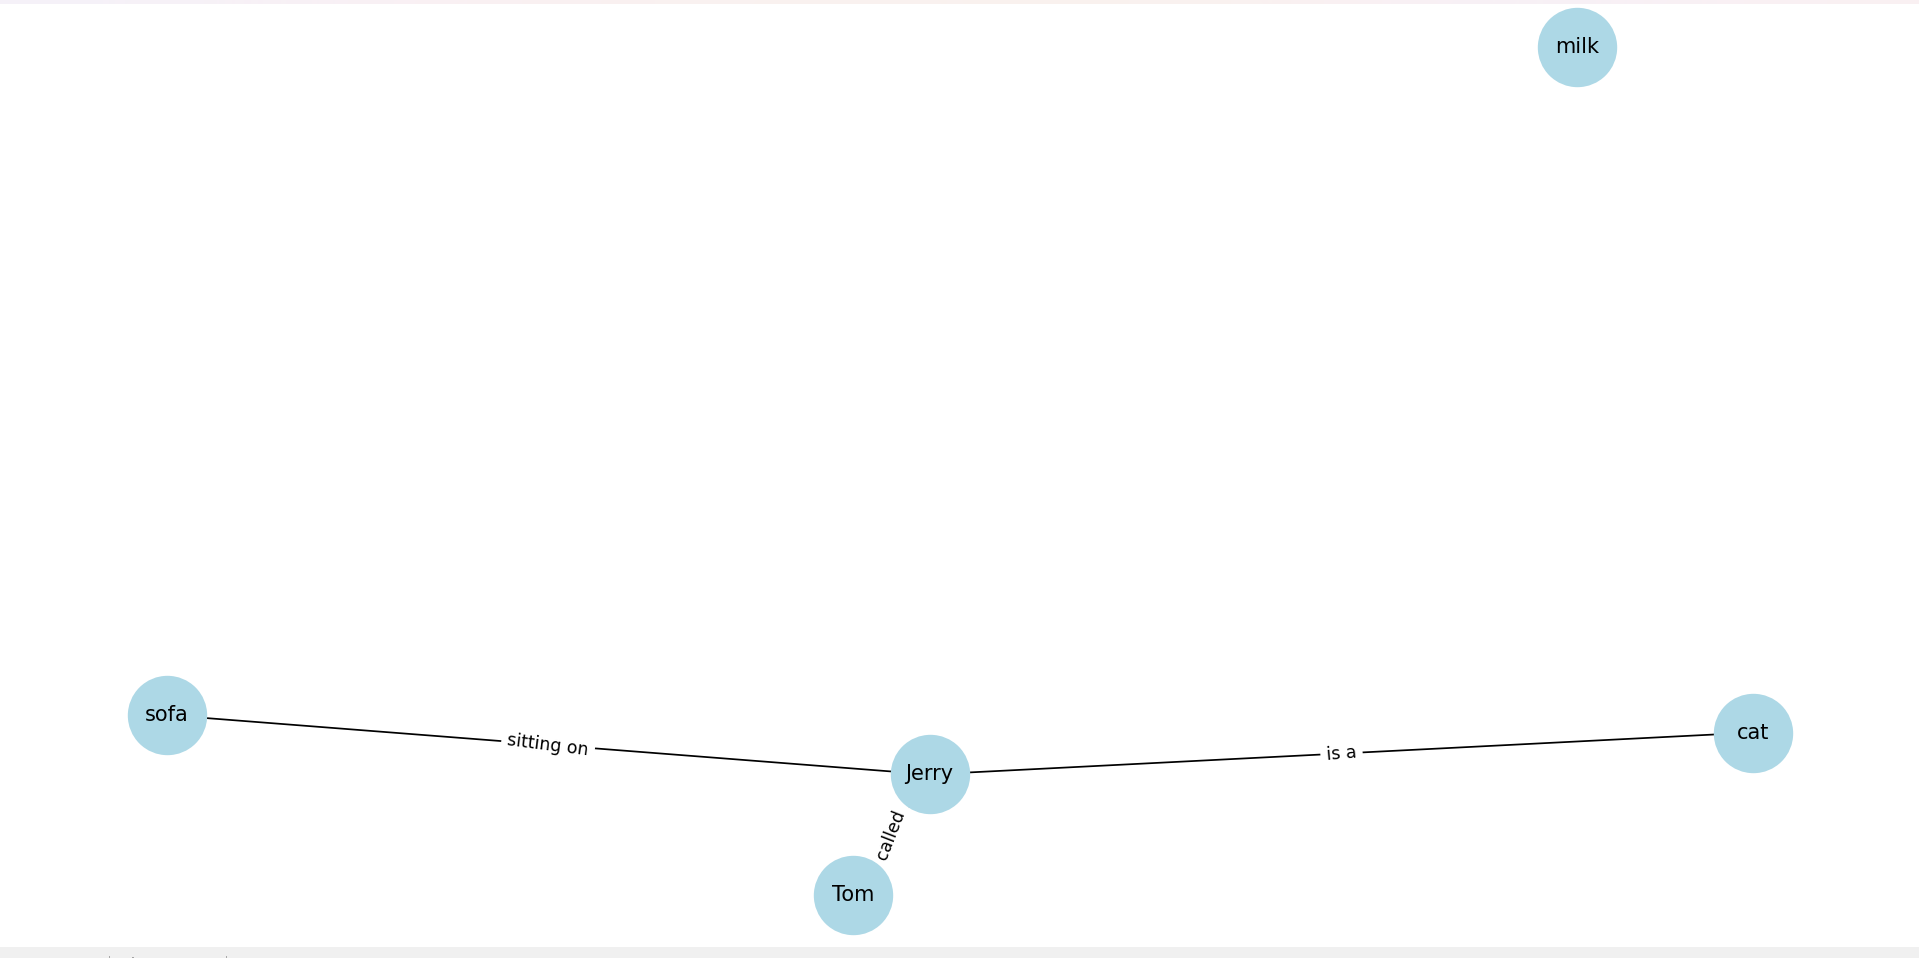 milk
sofa
sitting on
Jerry
is a
cat
called
Tom